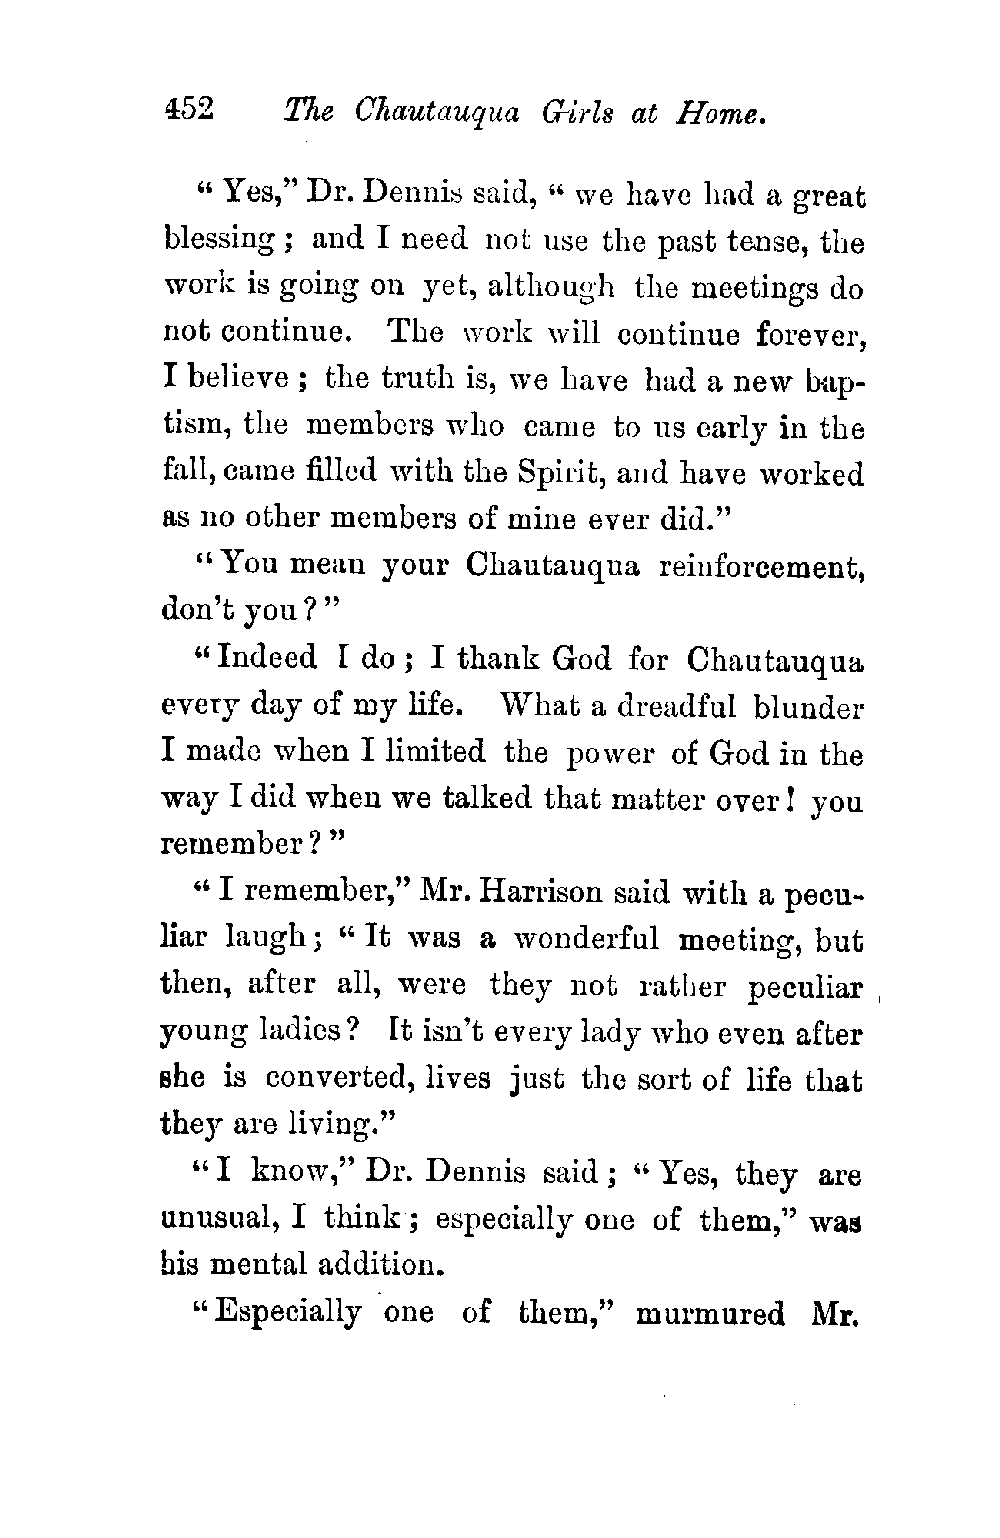 452 The Chautauqua Girls at Home.
“ Yes,” Dr. Dennis said, “ we have had a great
blessing ; and I need not use the past tense, the
work is going on yet, although the meetings do
not continue. The work will continue forever,
I believe ; the truth is, we have had a new bap-
tism, the members who came to us early in the
fall, came filled with the Spirit, and have worked
as no other members of mine ever did.”
“ You mean your Chautauqua reinforcement,
don’t you ? ”
“ Indeed I do ; I thank God for Chautauqua
every day of my life. What a dreadful blunder
I made when I limited the power of God in the
way I did when we talked that matter over ! you
remember ? ”
“ I remember,” Mr. Harrison said with a pecu-
liar laugh ; “ It was a wonderful meeting, but
then, after all, were they not rather peculiar
young ladies ? It isn’t every lady who even after
she is converted, lives just the sort of life that
they are living.”
“ I know,” Dr. Dennis said ; “ Yes, they are
unusual, I think ; especially one of them,” was
his mental addition.
“ Especially one of them,” murmured Mr.